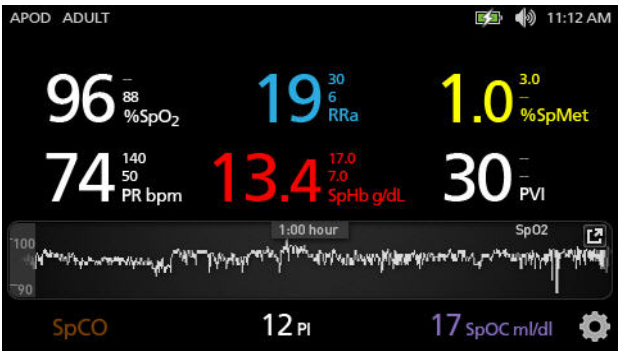 APOD ADULT 11:12 AM
96 – 88 %SpO2
19 30 6 RRa
1.0 3.0 – %SpMet
74 140 50 PR bpm
13.4 17.0 7.0 SpHb g/dL
30 – – PVI
1:00 hour SpO2
100
90
SpCO 12 PI 17 SpOC ml/dl